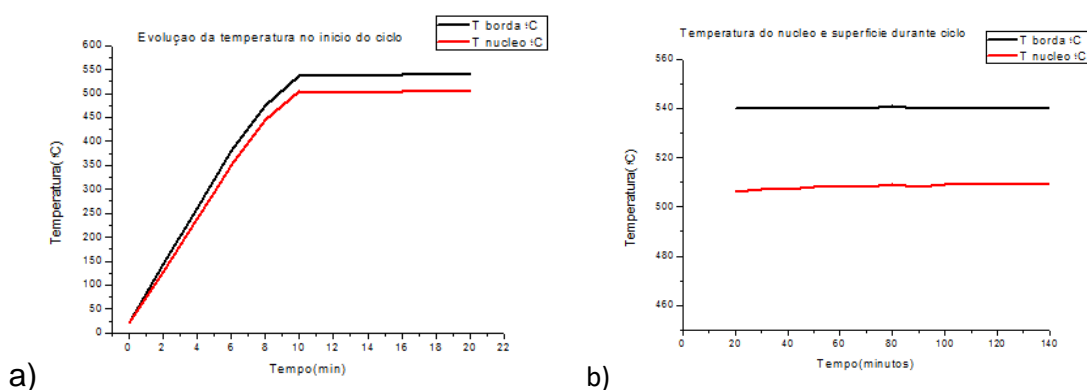 Evoluçao da temperatura no inicio do ciclo
T borda ºC
T nucleo ºC
600
550
500
450
400
350
300
250
200
150
100
50
0
Temperatura(ºC)
0 2 4 6 8 10 12 14 16 18 20 22
Tempo(min)
a)
Temperatura do nucleo e superficie durante ciclo
T borda ºC
T nucleo ºC
560
540
520
500
480
460
Temperatura(ºC)
0 20 40 60 80 100 120 140
Tempo(minutos)
b)